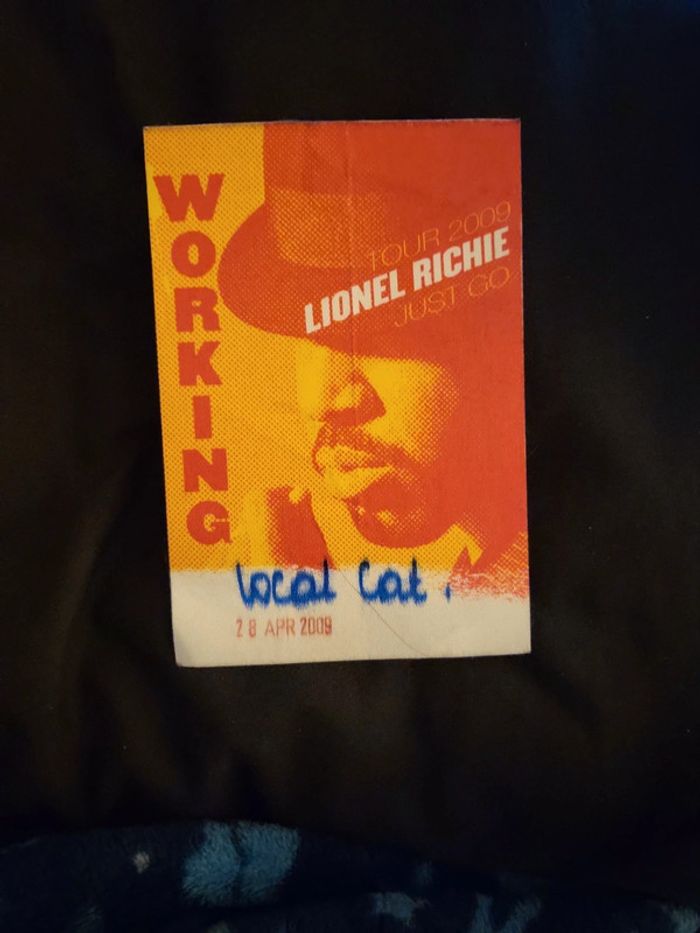 WORKING
TOUR 2009
LIONEL RICHIE
JUST GO
local Cat.
28 APR 2009